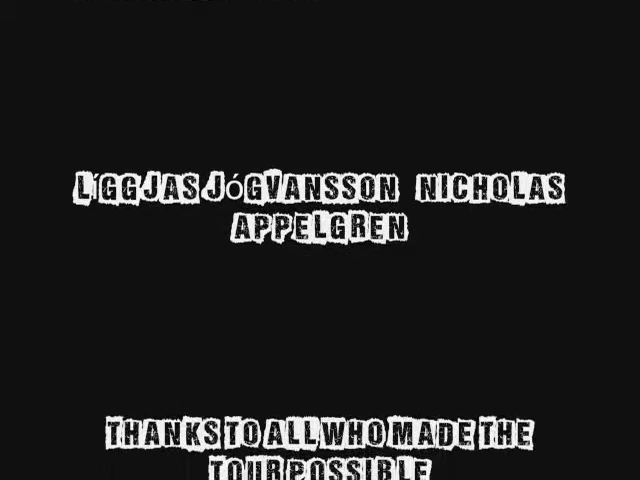 LÍGGJAS JÓGVANSSON NICHOLAS
APPELGREN
THANKS TO ALL WHO MADE THE
TOUR POSSIBLE